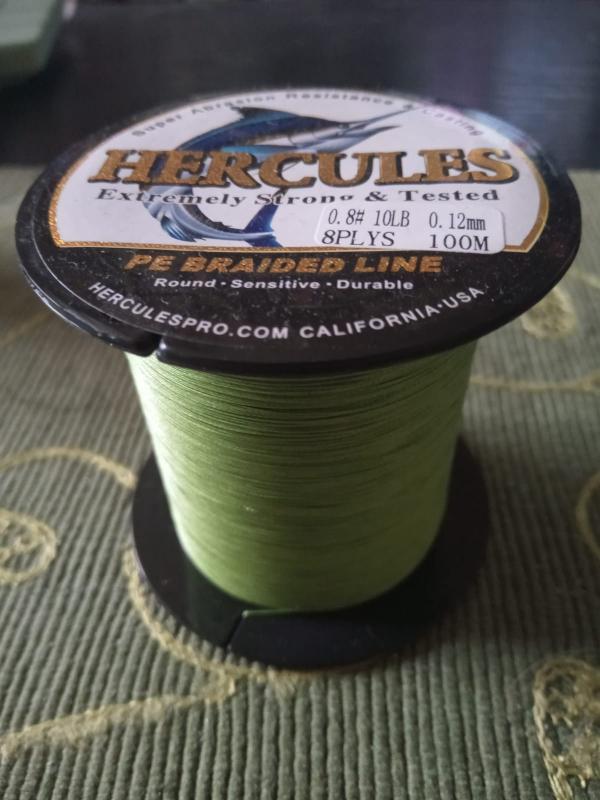 Super Abrasion Resistance & Casting
HERCULES
Extremely Strong & Tested
0.8# 10LB 0.12mm
8PLYS 100M
PE BRAIDED LINE
Round · Sensitive · Durable
HERCULESPRO.COM CALIFORNIA·USA